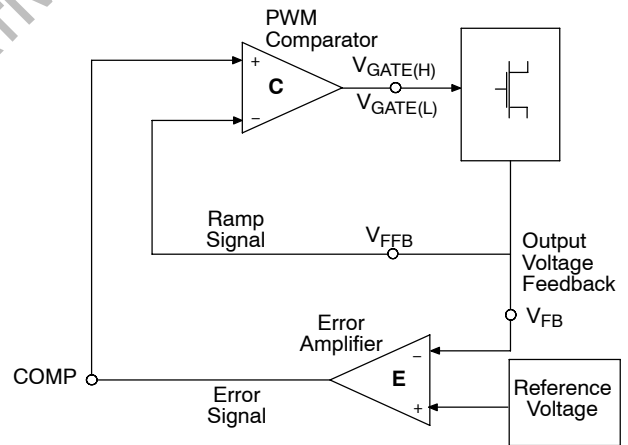 PWM
Comparator
+
C
−
VGATE(H)
VGATE(L)
Ramp
Signal
VFFB
Output
Voltage
Feedback
VFB
Error
Amplifier
−
E
+
COMP
Error
Signal
Reference
Voltage